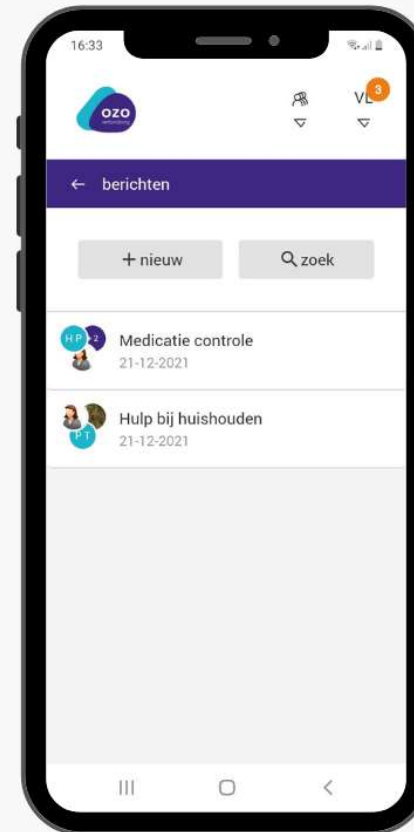 16:33
ozo
verbindzorg
VL
3
← berichten
+ nieuw
zoek
HP
+2
Medicatie controle
21-12-2021
PT
Hulp bij huishouden
21-12-2021